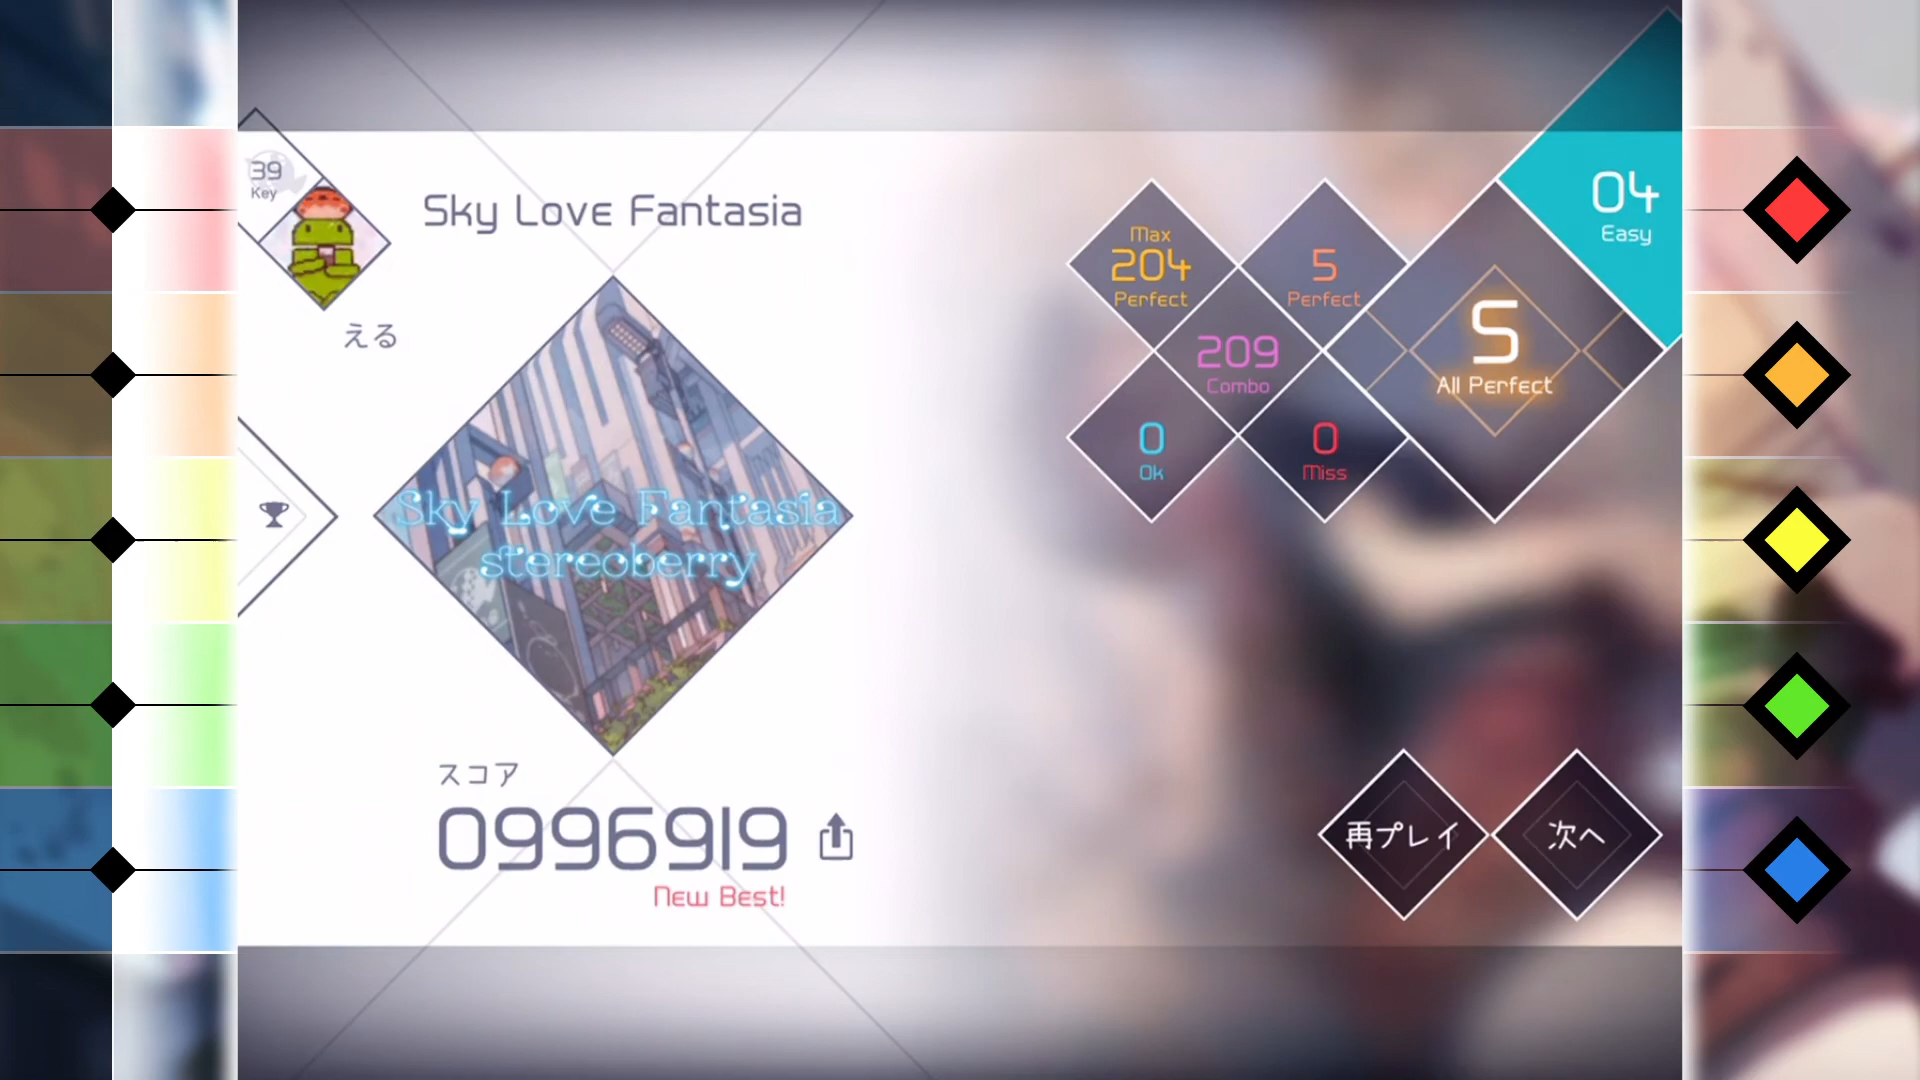 39
Key
Sky Love Fantasia
える
Sky Love Fantasia
stereoberry
スコア
0996919
New Best!
Max
204
Perfect
5
Perfect
209
Combo
0
Ok
0
Miss
S
All Perfect
04
Easy
再プレイ
次へ